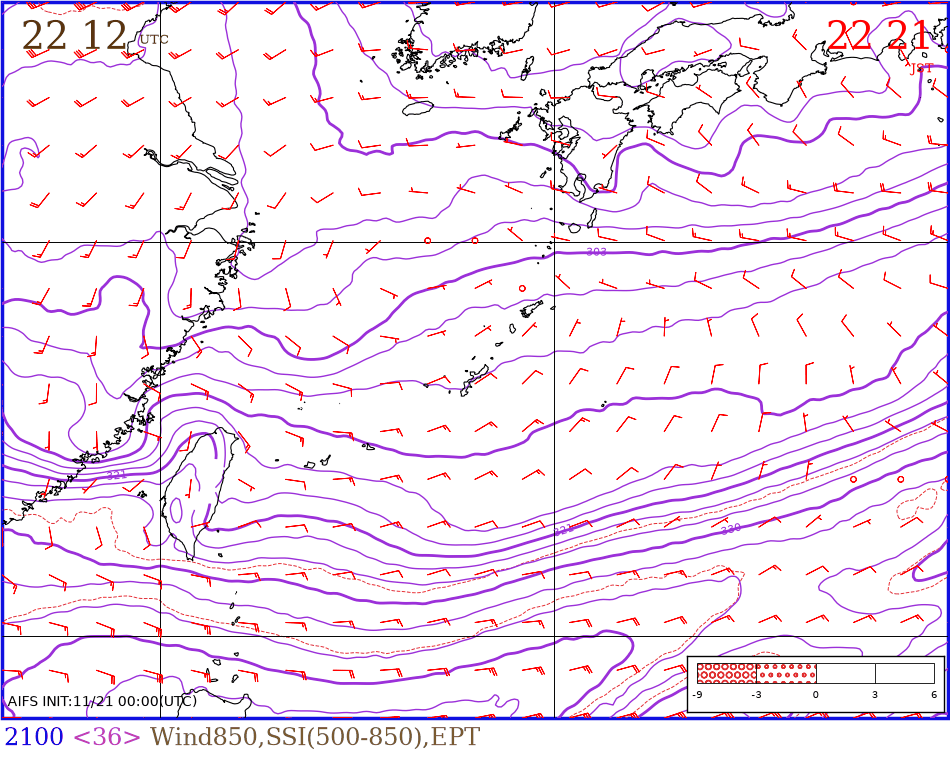 22 12 UTC
22 21
JST
303
321
321
330
-9 -3 0 3 6
AIFS INIT:11/21 00:00(UTC)
2100 <36> Wind850,SSI(500-850),EPT